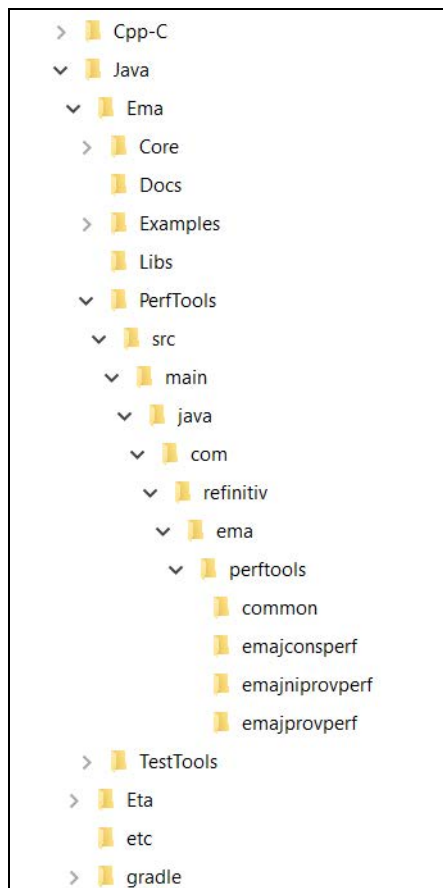 Cpp-C
Java
Ema
Core
Docs
Examples
Libs
PerfTools
src
main
java
com
refinitiv
ema
perftools
common
emajconsperf
emajniprovperf
emajprovperf
TestTools
Eta
etc
gradle